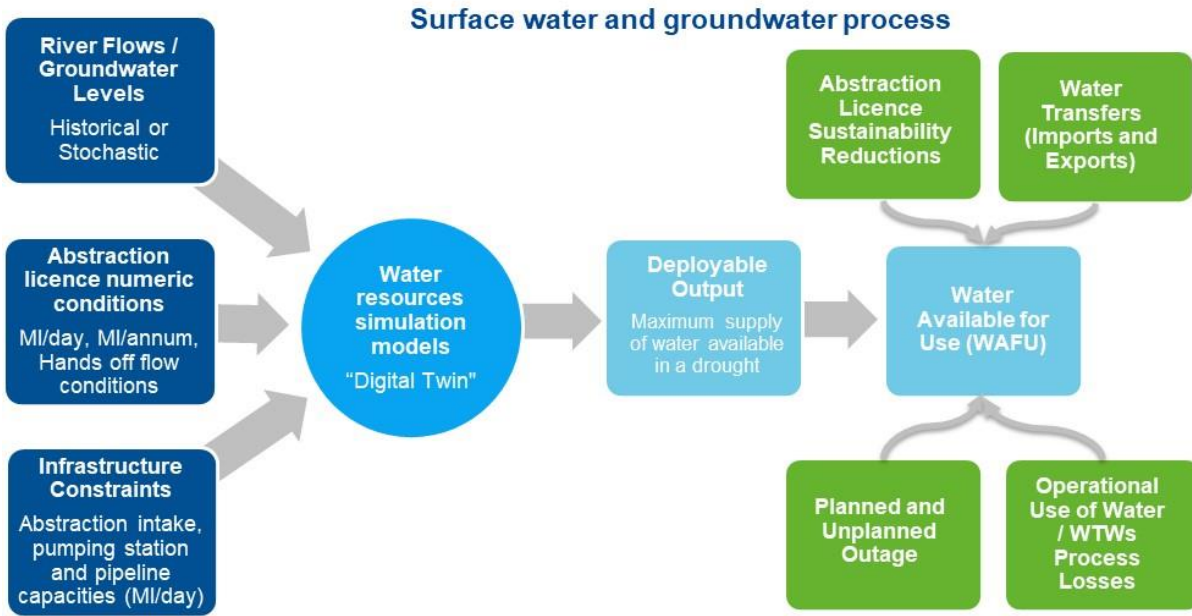 Surface water and groundwater process
River Flows /
Groundwater
Levels
Historical or
Stochastic
Abstraction
licence numeric
conditions
Ml/day, Ml/annum,
Hands off flow
conditions
Infrastructure
Constraints
Abstraction intake,
pumping station
and pipeline
capacities (Ml/day)
Water
resources
simulation
models
“Digital Twin"
Deployable
Output
Maximum supply
of water available
in a drought
Abstraction
Licence
Sustainability
Reductions
Water
Transfers
(Imports and
Exports)
Water
Available for
Use (WAFU)
Planned and
Unplanned
Outage
Operational
Use of Water
/ WTWs
Process
Losses